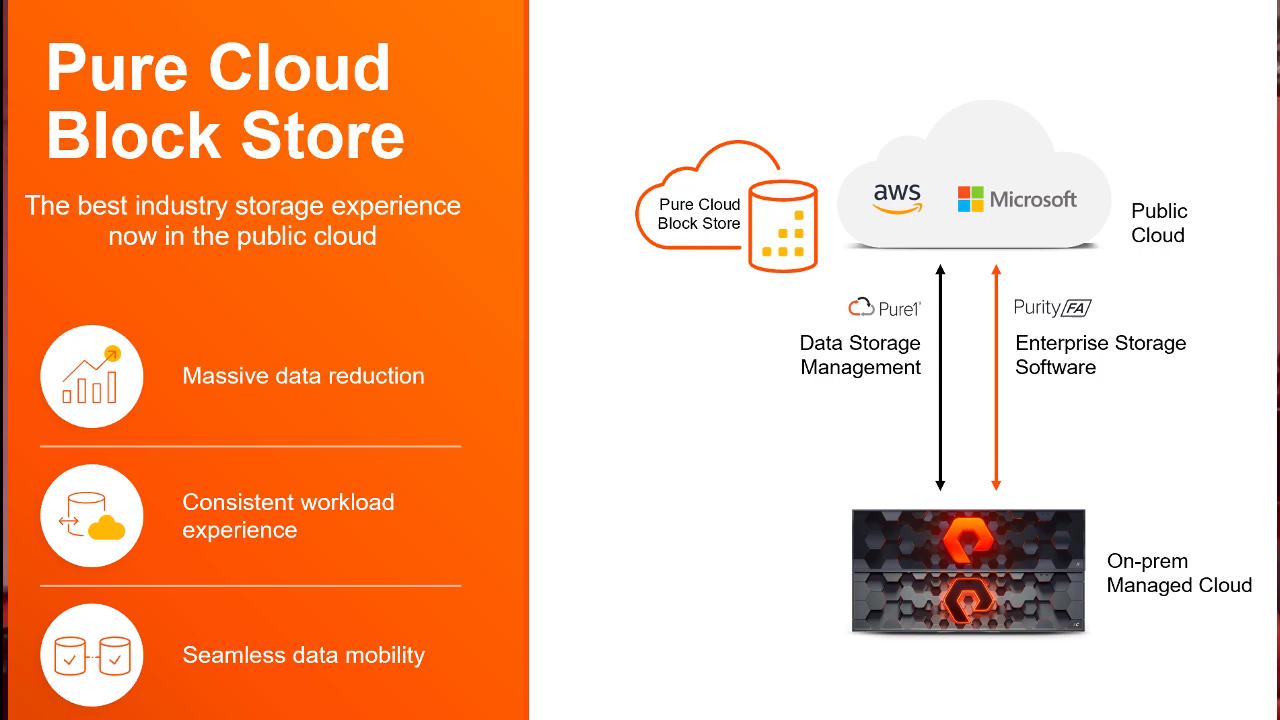 Pure Cloud
Block Store
The best industry storage experience
now in the public cloud
Massive data reduction
Consistent workload
experience
Seamless data mobility
Pure Cloud
Block Store
aws
Microsoft
Public
Cloud
Pure1®
Data Storage
Management
Purity FA
Enterprise Storage
Software
On-prem
Managed Cloud